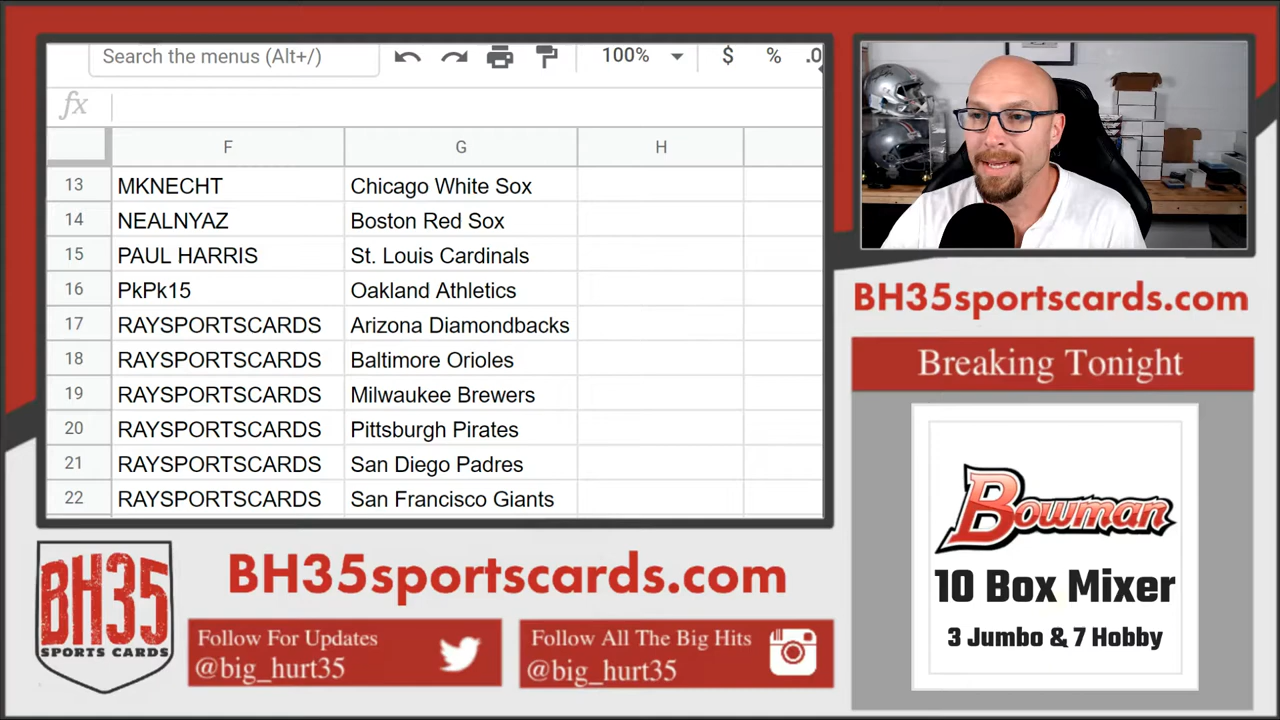 Search the menus (Alt+/)
100%
$
%
.0
fx
F G H
13 MKNECHT Chicago White Sox
14 NEALNYAZ Boston Red Sox
15 PAUL HARRIS St. Louis Cardinals
16 PkPk15 Oakland Athletics
17 RAYSPORTSCARDS Arizona Diamondbacks
18 RAYSPORTSCARDS Baltimore Orioles
19 RAYSPORTSCARDS Milwaukee Brewers
20 RAYSPORTSCARDS Pittsburgh Pirates
21 RAYSPORTSCARDS San Diego Padres
22 RAYSPORTSCARDS San Francisco Giants
BH35sportscards.com
Breaking Tonight
Bowman
10 Box Mixer
3 Jumbo & 7 Hobby
BH35
SPORTS CARDS
BH35sportscards.com
Follow For Updates
@big_hurt35
Follow All The Big Hits
@big_hurt35